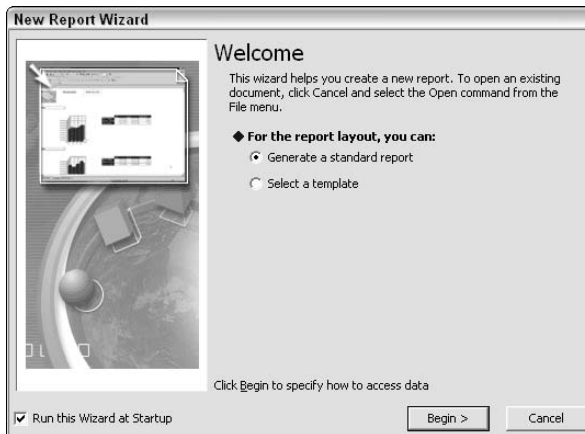 New Report Wizard
Welcome
This wizard helps you create a new report. To open an existing
document, click Cancel and select the Open command from the
File menu.
For the report layout, you can:
Generate a standard report
Select a template
Click Begin to specify how to access data
Run this Wizard at Startup
Begin >
Cancel